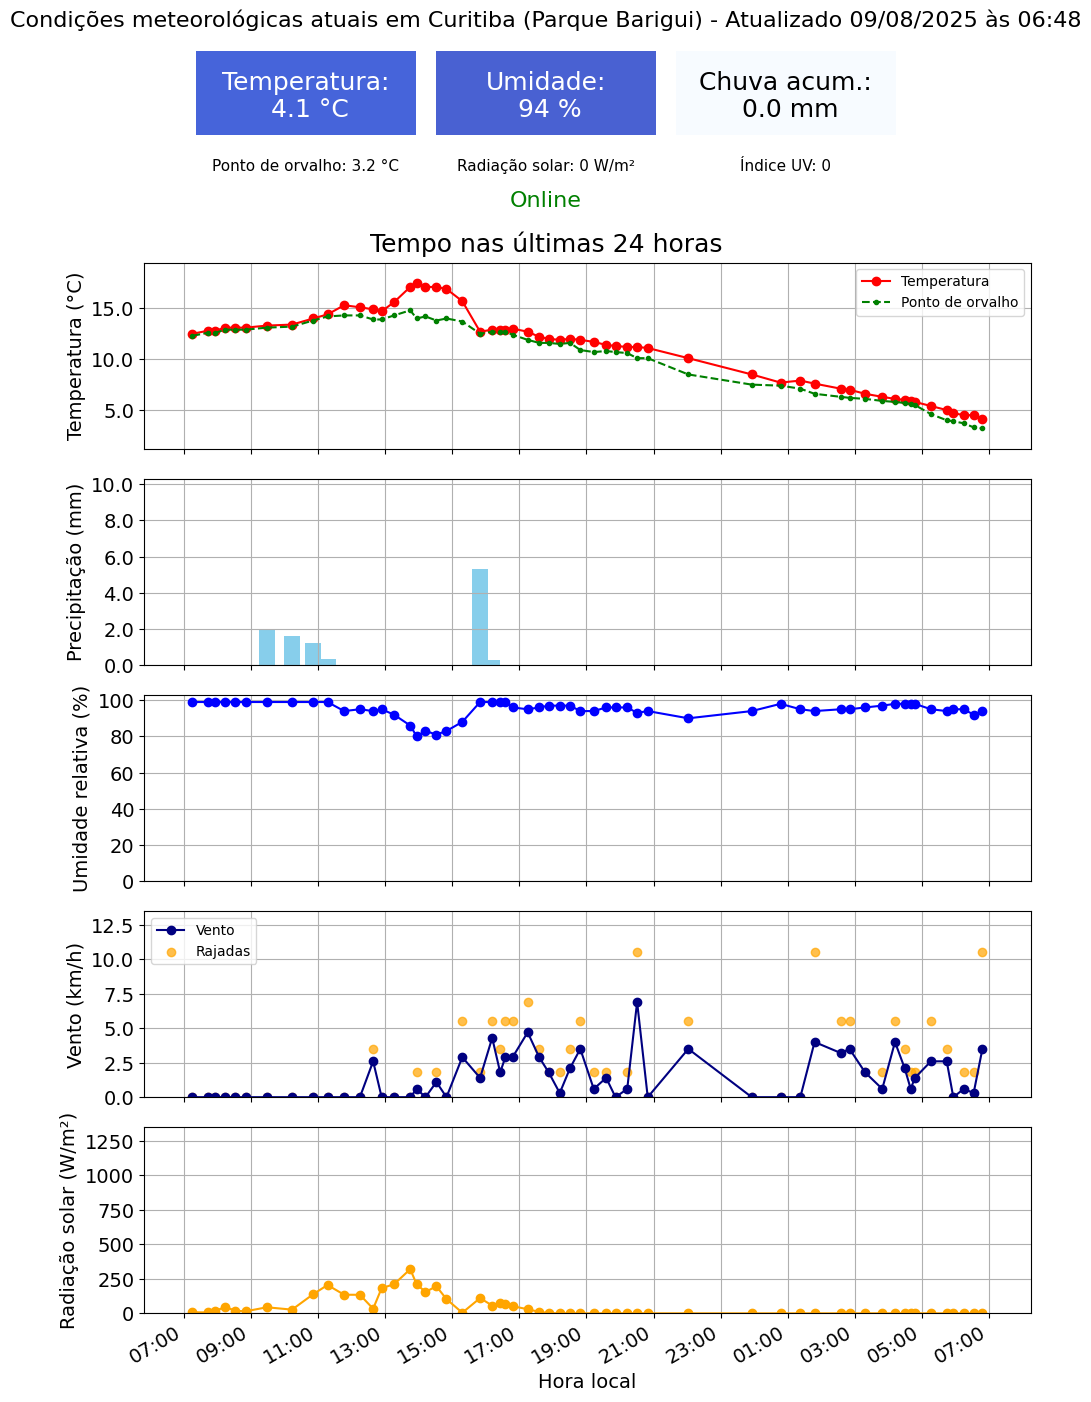 Condições meteorológicas atuais em Curitiba (Parque Barigui) - Atualizado 09/08/2025 às 06:48
Temperatura:
4.1 °C
Umidade:
94 %
Chuva acum.:
0.0 mm
Ponto de orvalho: 3.2 °C
Radiação solar: 0 W/m²
Índice UV: 0
Online
Tempo nas últimas 24 horas
Temperatura (°C)
15.0
10.0
5.0
Temperatura
Ponto de orvalho
Precipitação (mm)
10.0
8.0
6.0
4.0
2.0
0.0
Umidade relativa (%)
100
80
60
40
20
0
Vento (km/h)
12.5
10.0
7.5
5.0
2.5
0.0
Vento
Rajadas
Radiação solar (W/m²)
1250
1000
750
500
250
0
07:00
09:00
11:00
13:00
15:00
17:00
19:00
21:00
23:00
01:00
03:00
05:00
07:00
Hora local